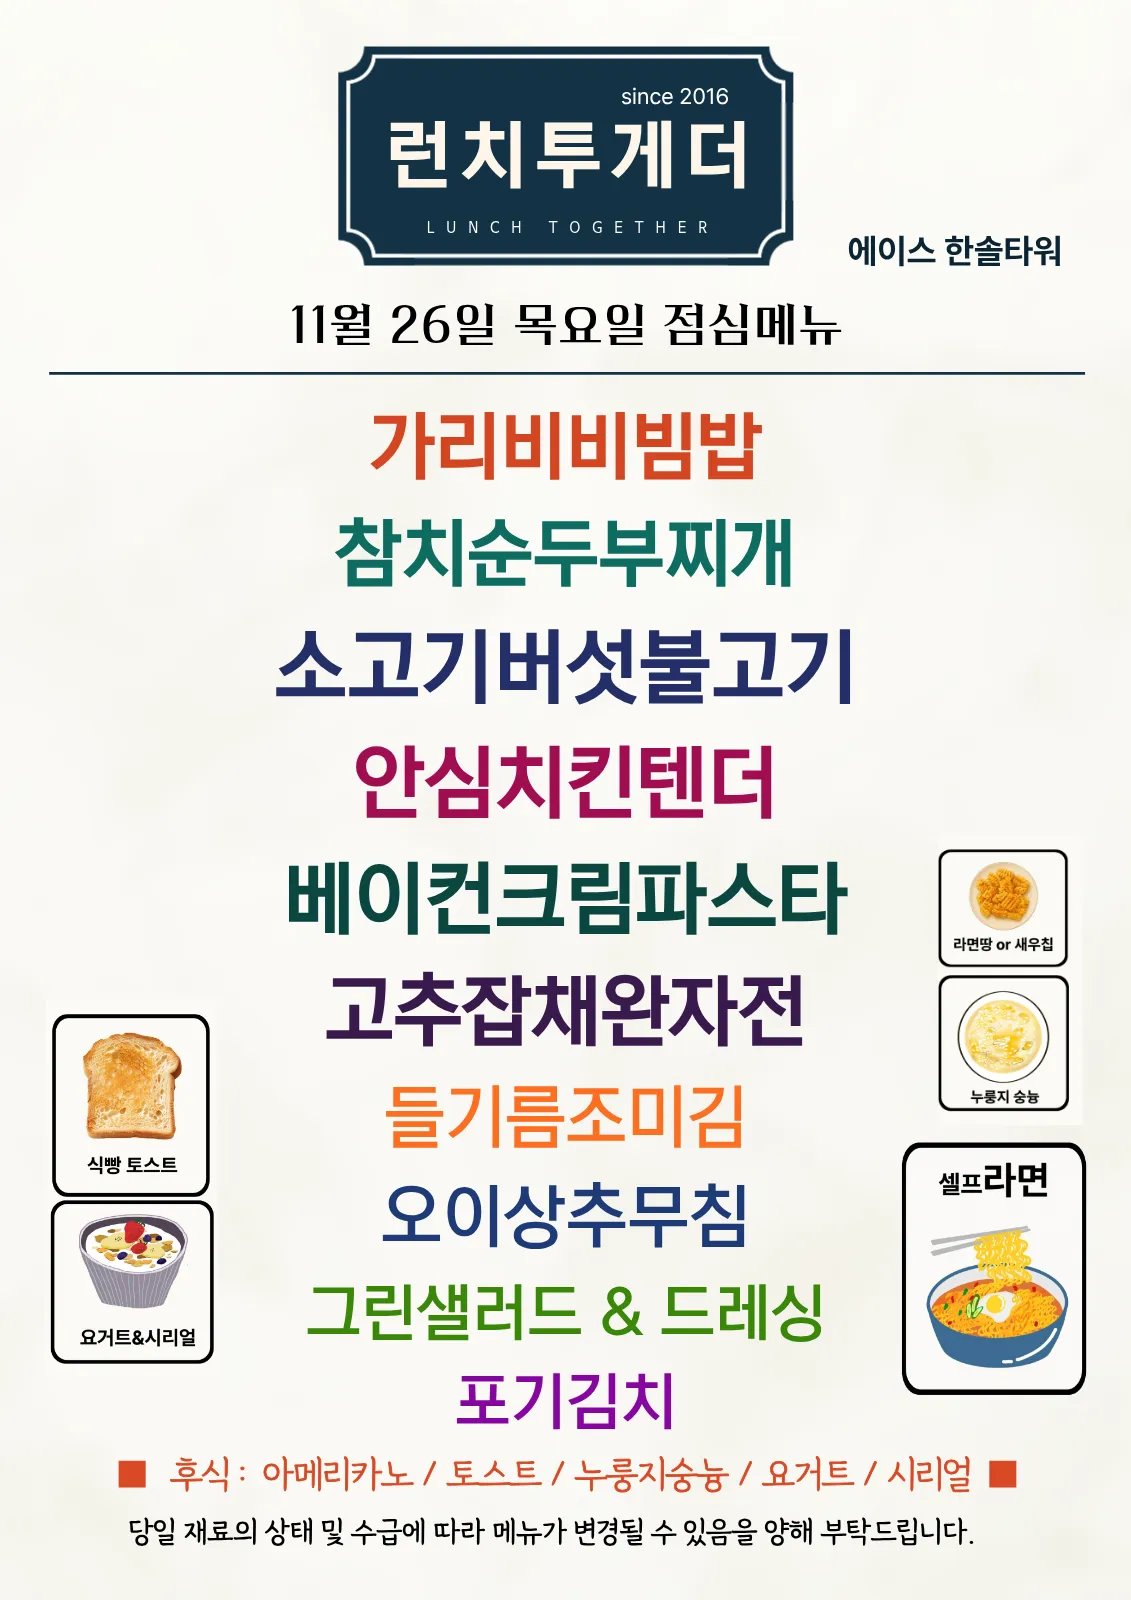 since 2016
런치투게더
LUNCH TOGETHER
에이스 한솔타워
11월 26일 목요일 점심메뉴
가리비비빔밥
참치순두부찌개
소고기버섯불고기
안심치킨텐더
베이컨크림파스타
라면땅 or 새우칩
고추잡채완자전
누룽지 숭늉
들기름조미김
식빵 토스트
셀프라면
오이상추무침
그린샐러드 & 드레싱
요거트&시리얼
포기김치
■ 후식 : 아메리카노 / 토스트 / 누룽지숭늉 / 요거트 / 시리얼 ■
당일 재료의 상태 및 수급에 따라 메뉴가 변경될 수 있음을 양해 부탁드립니다.